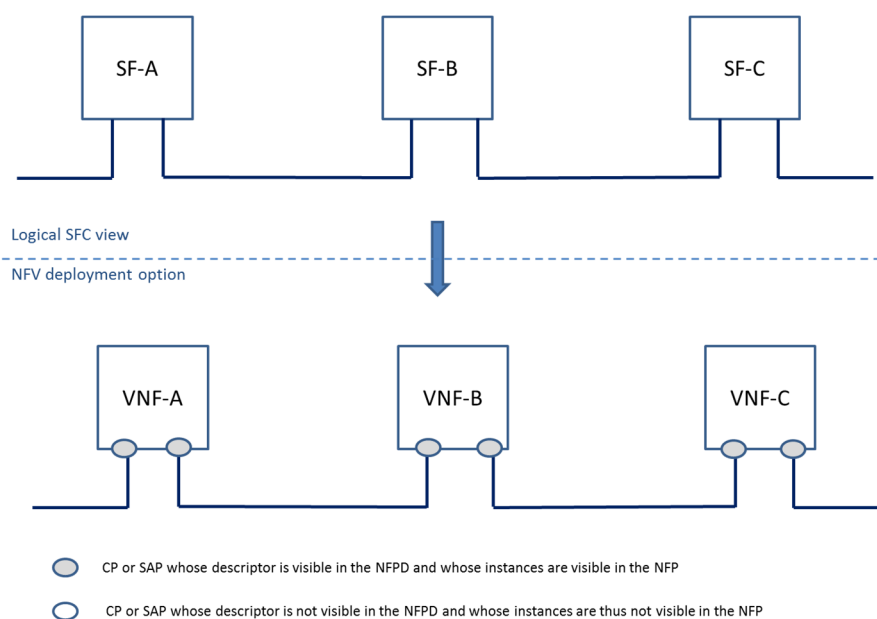 SF-A
SF-B
SF-C
Logical SFC view
NFV deployment option
VNF-A
VNF-B
VNF-C
CP or SAP whose descriptor is visible in the NFPD and whose instances are visible in the NFP
CP or SAP whose descriptor is not visible in the NFPD and whose instances are thus not visible in the NFP